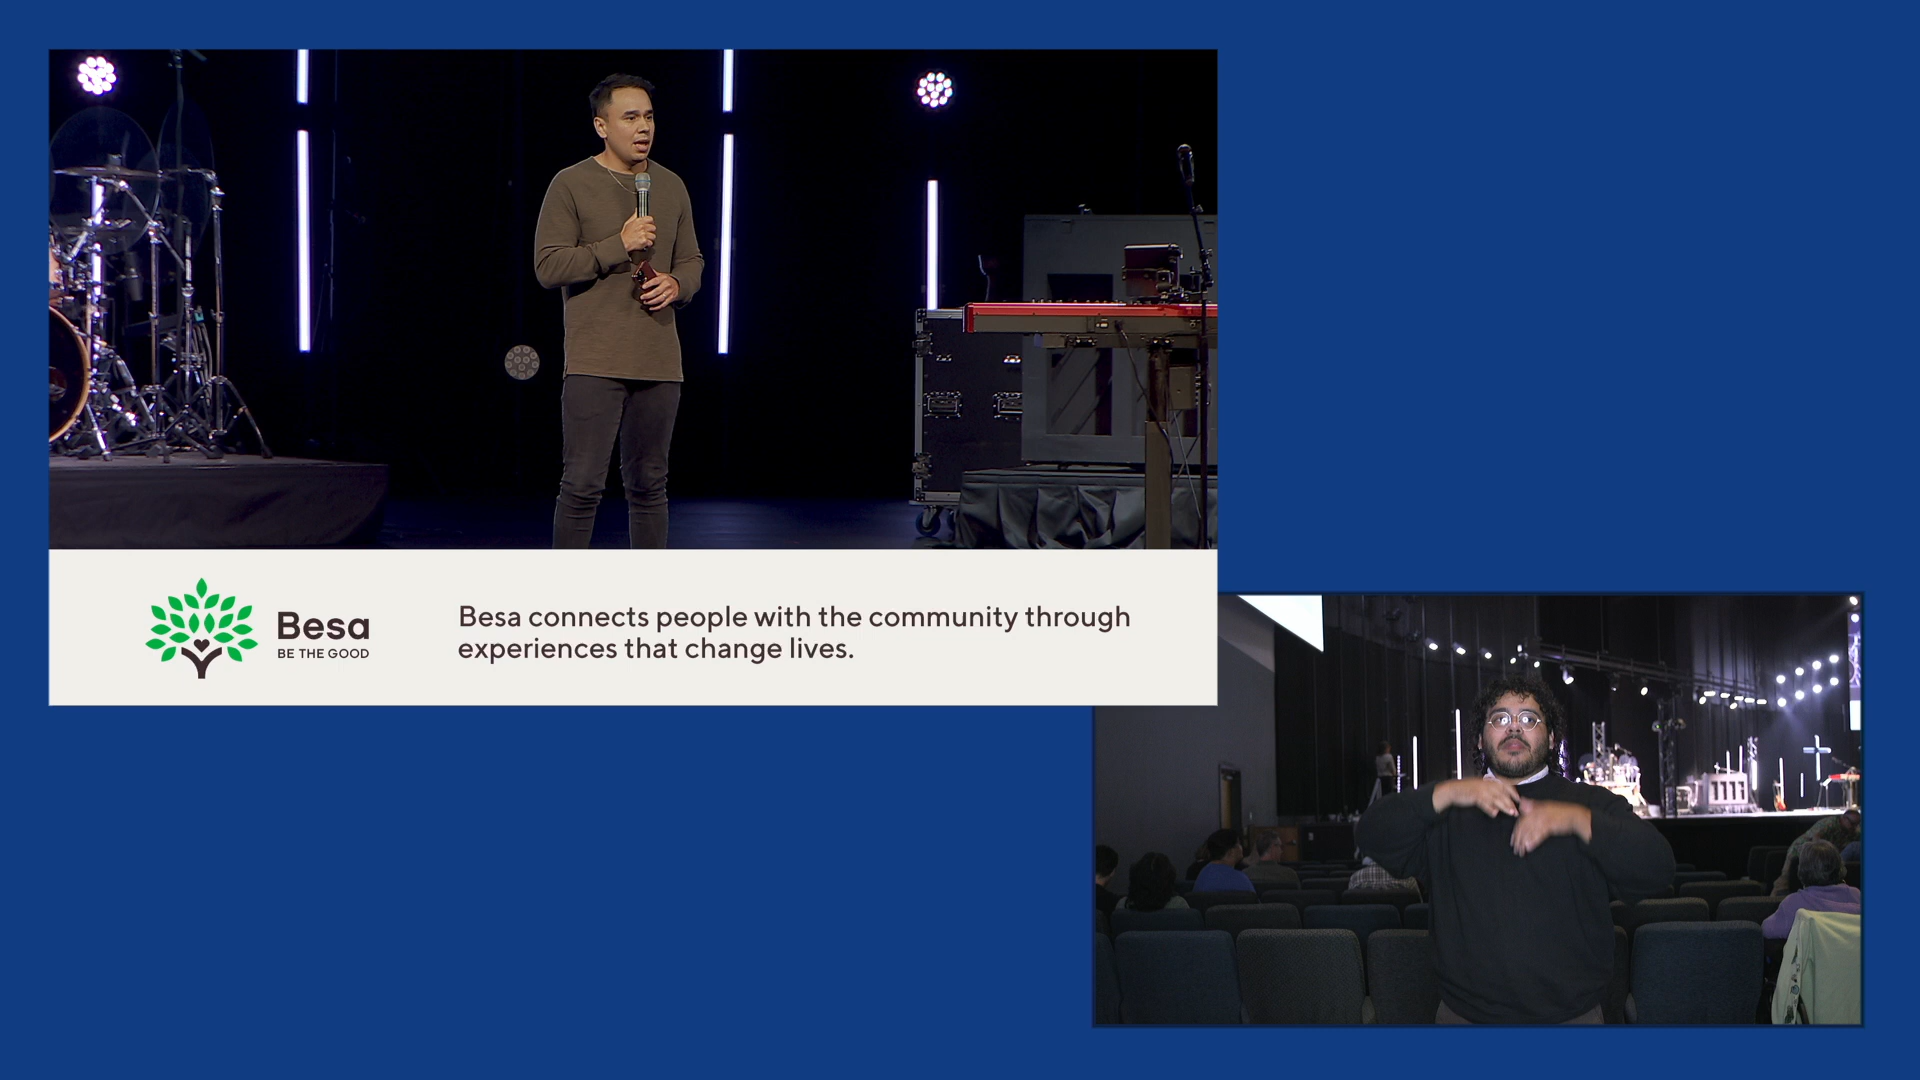 Besa
BE THE GOOD
Besa connects people with the community through
experiences that change lives.